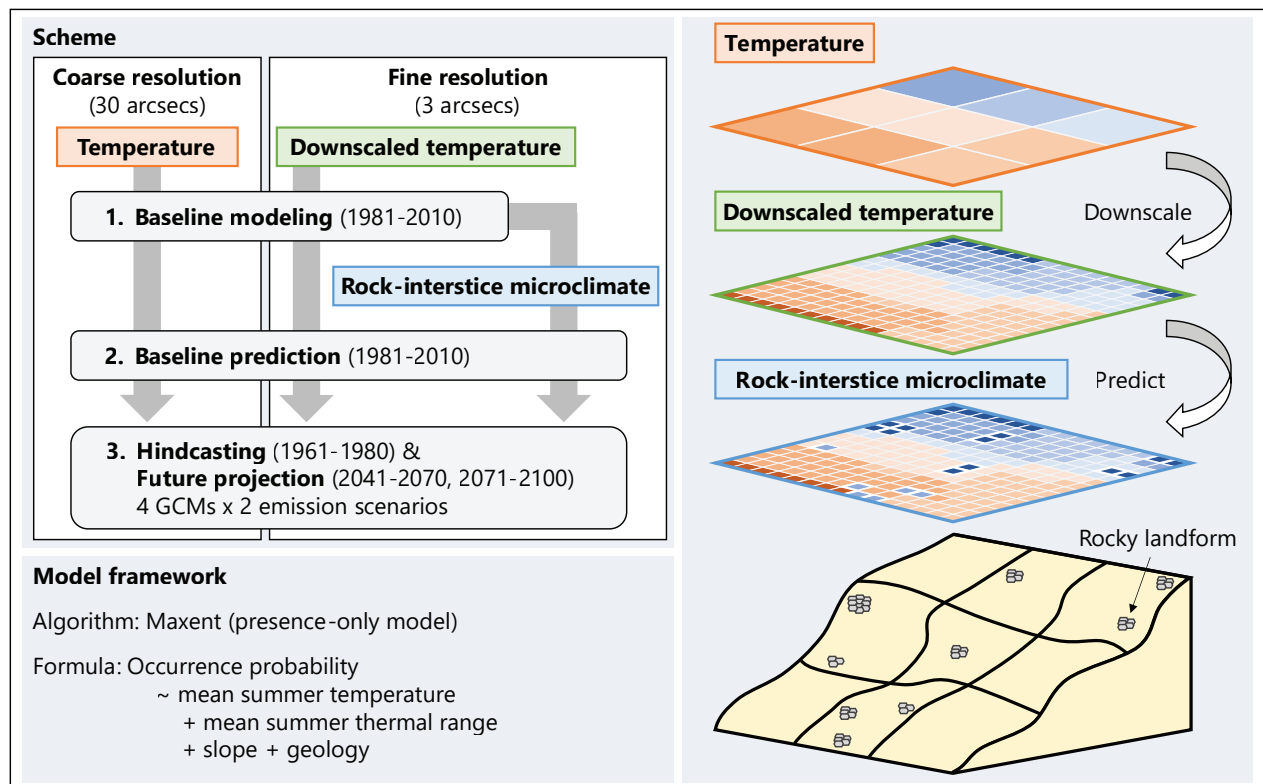 Scheme
Coarse resolution
(30 arcsecs)
Fine resolution
(3 arcsecs)
Temperature
Downscaled temperature
1. Baseline modeling (1981-2010)
Rock-interstice microclimate
2. Baseline prediction (1981-2010)
3. Hindcasting (1961-1980) &
Future projection (2041-2070, 2071-2100)
4 GCMs x 2 emission scenarios
Model framework
Algorithm: Maxent (presence-only model)
Formula: Occurrence probability
~ mean summer temperature
+ mean summer thermal range
+ slope + geology
Temperature
Downscaled temperature
Downscale
Rock-interstice microclimate
Predict
Rocky landform